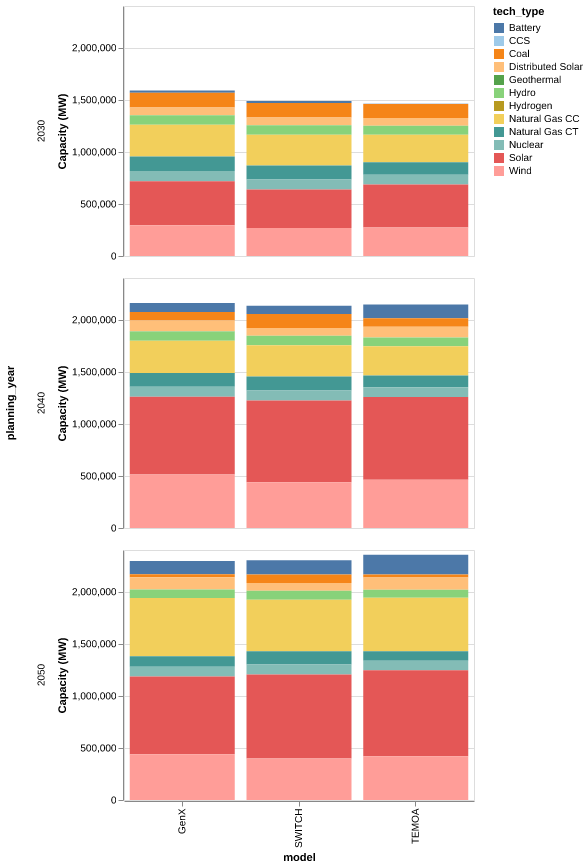 tech_type
Battery
CCS
Coal
Distributed Solar
Geothermal
Hydro
Hydrogen
Natural Gas CC
Natural Gas CT
Nuclear
Solar
Wind
planning_year
2030
Capacity (MW)
2,000,000
1,500,000
1,000,000
500,000
0
2040
Capacity (MW)
2,000,000
1,500,000
1,000,000
500,000
0
2050
Capacity (MW)
2,000,000
1,500,000
1,000,000
500,000
0
GenX
SWITCH
TEMOA
model